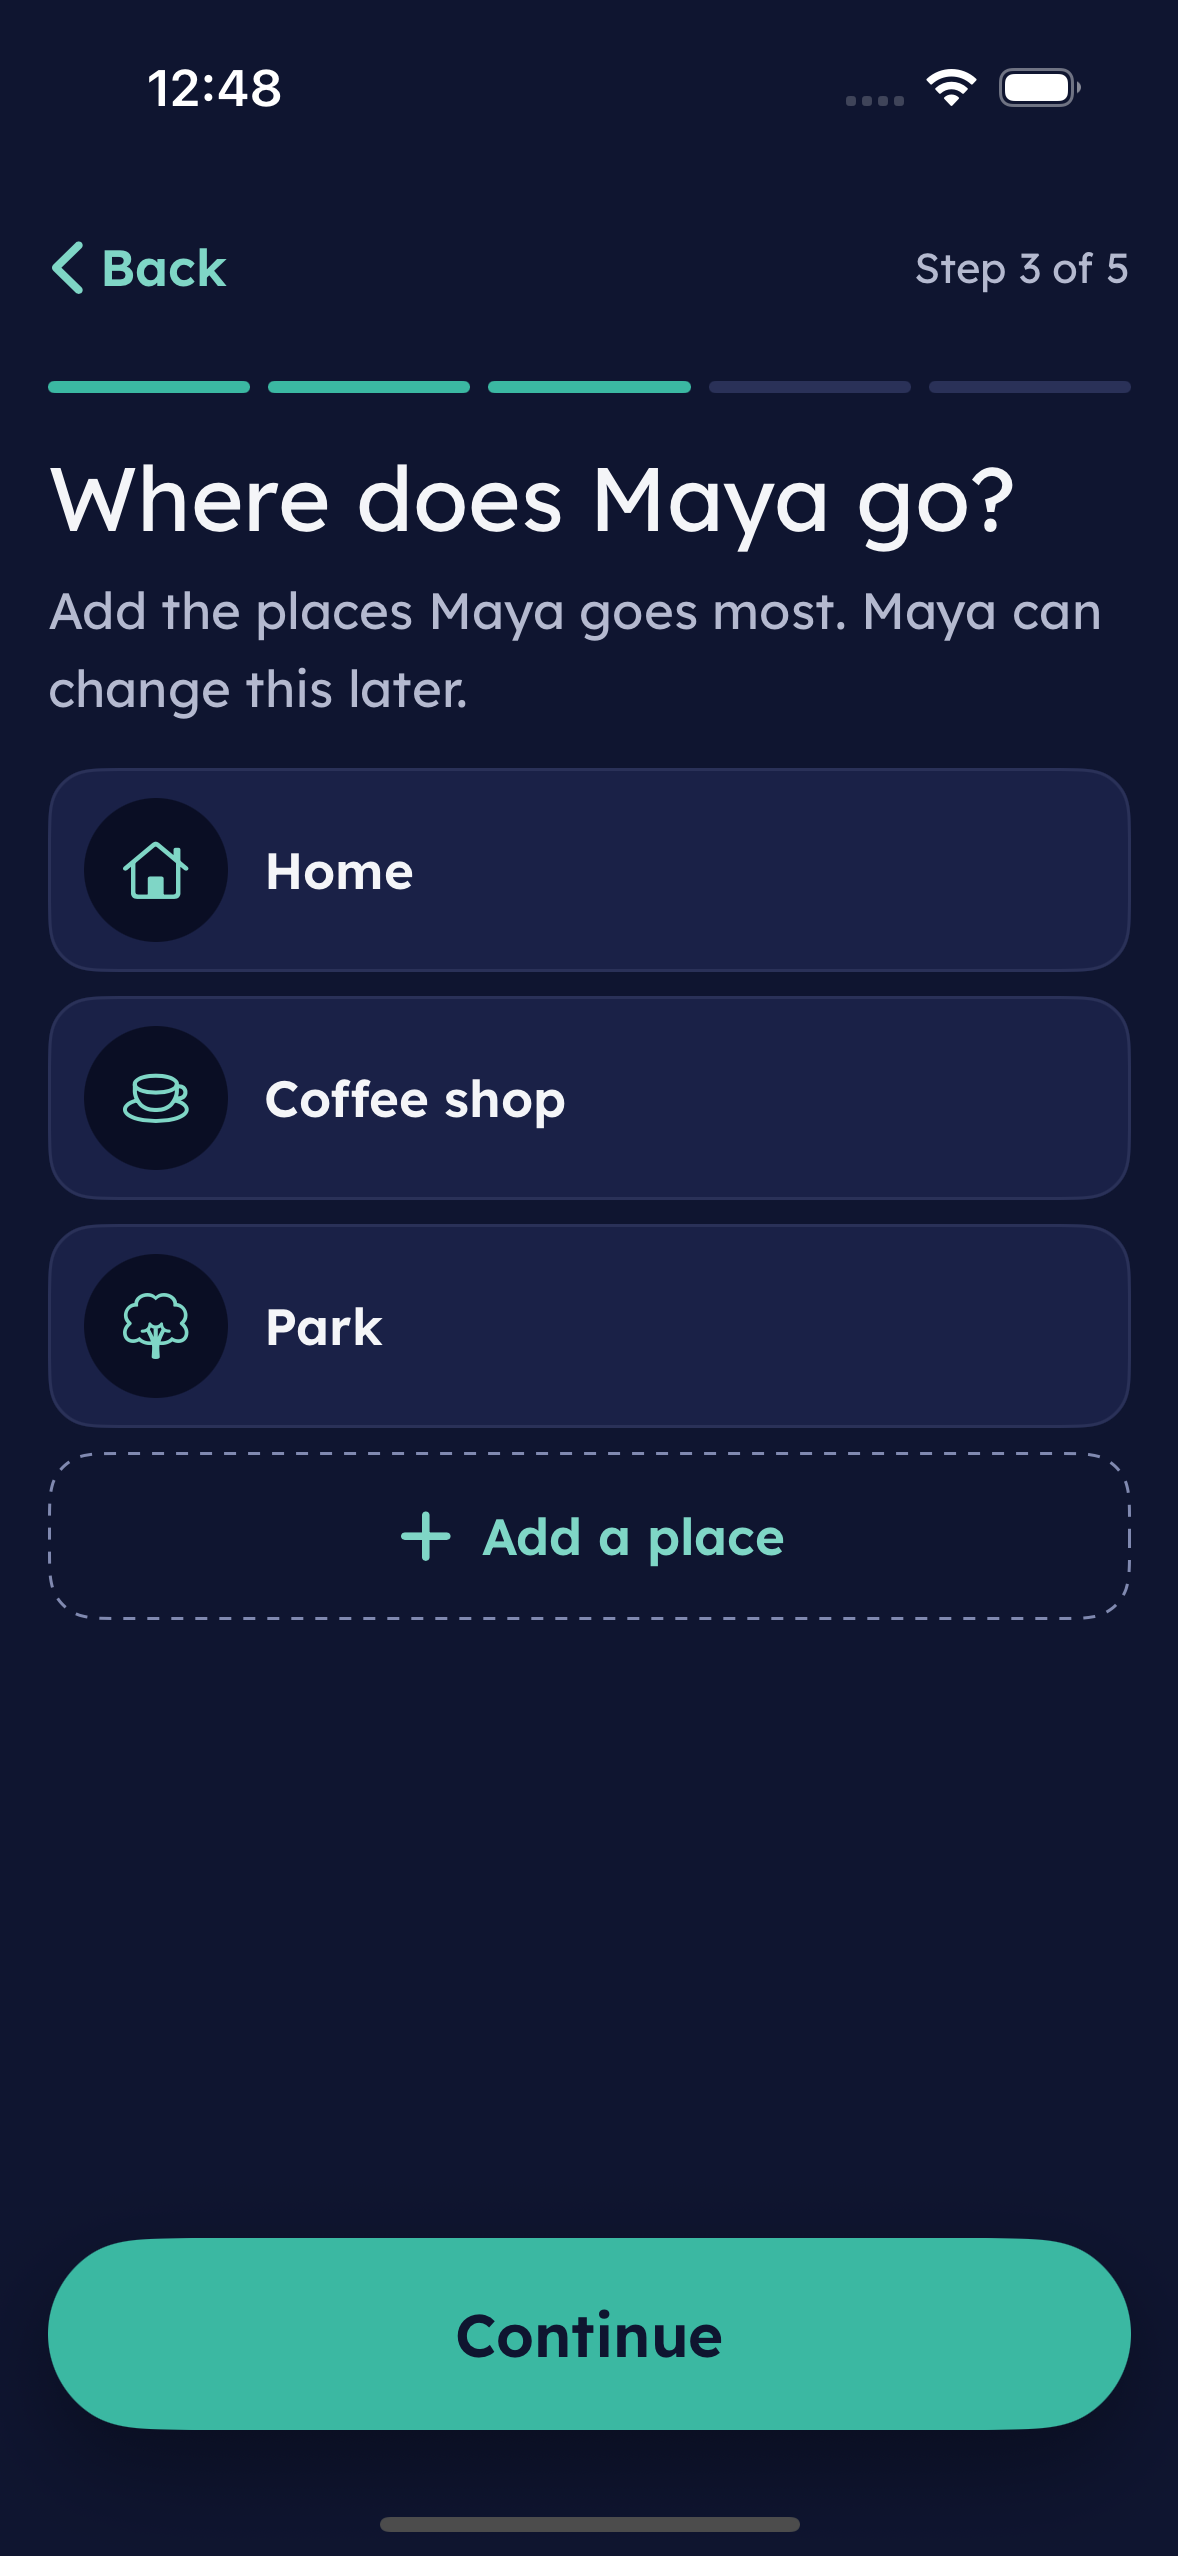 12:48
Back
Step 3 of 5
Where does Maya go?
Add the places Maya goes most. Maya can
change this later.
Home
Coffee shop
Park
Add a place
Continue